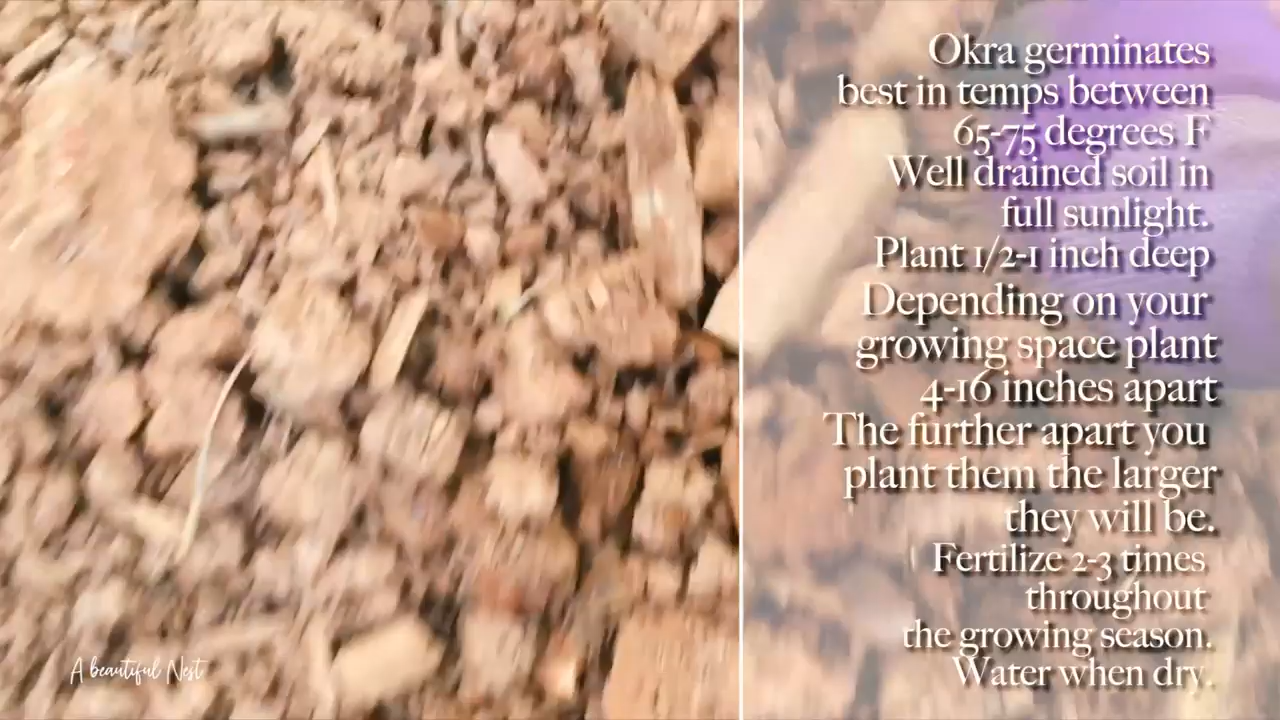 Okra germinates
best in temps between
65-75 degrees F
Well drained soil in
full sunlight.
Plant 1/2-1 inch deep
Depending on your
growing space plant
4-16 inches apart
The further apart you
plant them the larger
they will be.
Fertilize 2-3 times
throughout
the growing season.
Water when dry.
A beautiful Nest